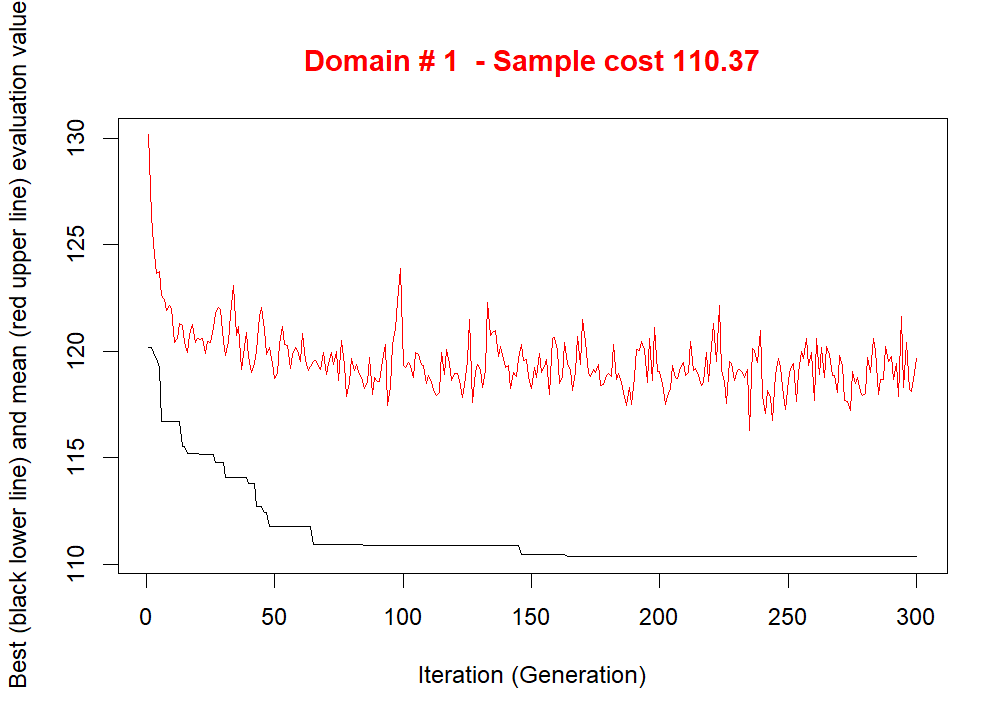 Domain # 1  - Sample cost 110.37
Best (black lower line) and mean (red upper line) evaluation value
130
125
120
115
110
0 50 100 150 200 250 300
Iteration (Generation)